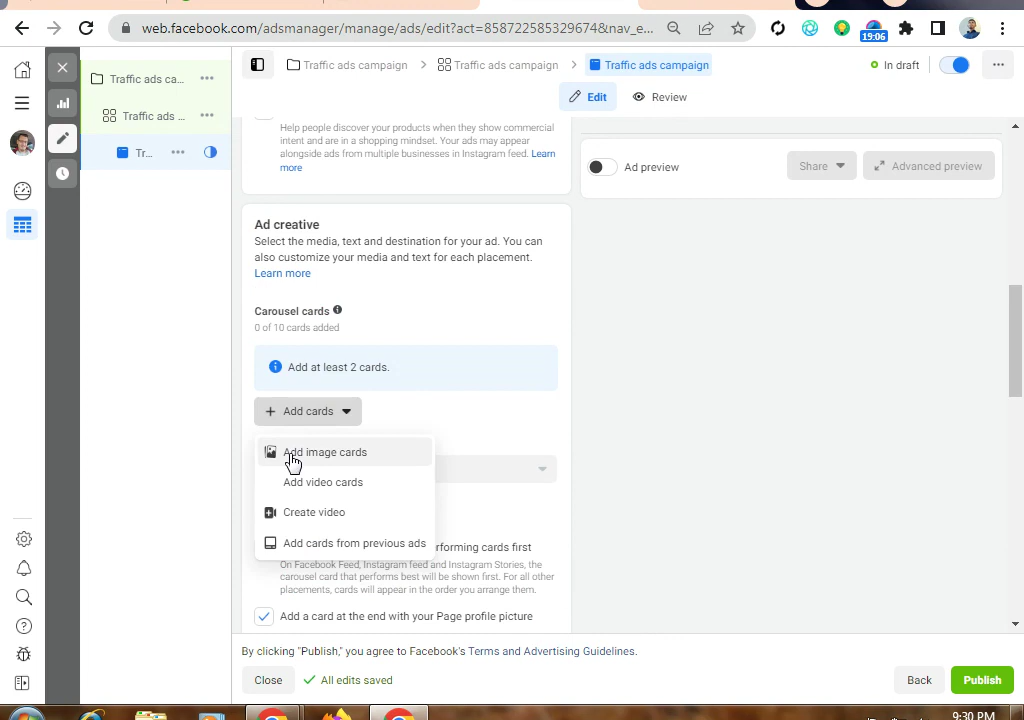 web.facebook.com/adsmanager/manage/ads/edit?act=858722585329674&nav_e...
19:06
Traffic ads ca...
Traffic ads ...
Tr...
Traffic ads campaign
Traffic ads campaign
Traffic ads campaign
In draft
Edit
Review
Help people discover your products when they show commercial
intent and are in a shopping mindset. Your ads may appear
alongside ads from multiple businesses in Instagram feed. Learn
more
Ad preview
Share
Advanced preview
Ad creative
Select the media, text and destination for your ad. You can
also customize your media and text for each placement.
Learn more
Carousel cards
0 of 10 cards added
Add at least 2 cards.
Add cards
Add image cards
Add video cards
Create video
Add cards from previous ads
rforming cards first
On Facebook Feed, Instagram feed and Instagram Stories, the
carousel card that performs best will be shown first. For all other
placements, cards will appear in the order you arrange them.
Add a card at the end with your Page profile picture
By clicking "Publish," you agree to Facebook's Terms and Advertising Guidelines.
Close
All edits saved
Back
Publish
9:30 PM